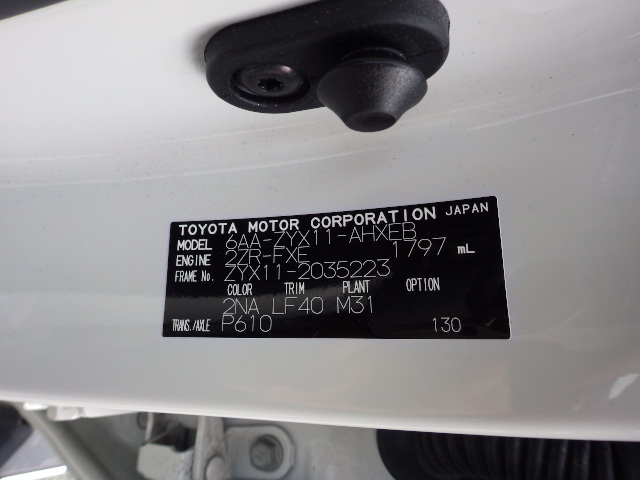 TOYOTA MOTOR CORPORATION JAPAN
MODEL 6AA-ZYX11-AHXEB
ENGINE 2ZR-FXE 1797 mL
FRAME No. ZYX11-2035223
COLOR TRIM PLANT OPTION
2NA LF40 M31
TRANS./AXLE P610 130